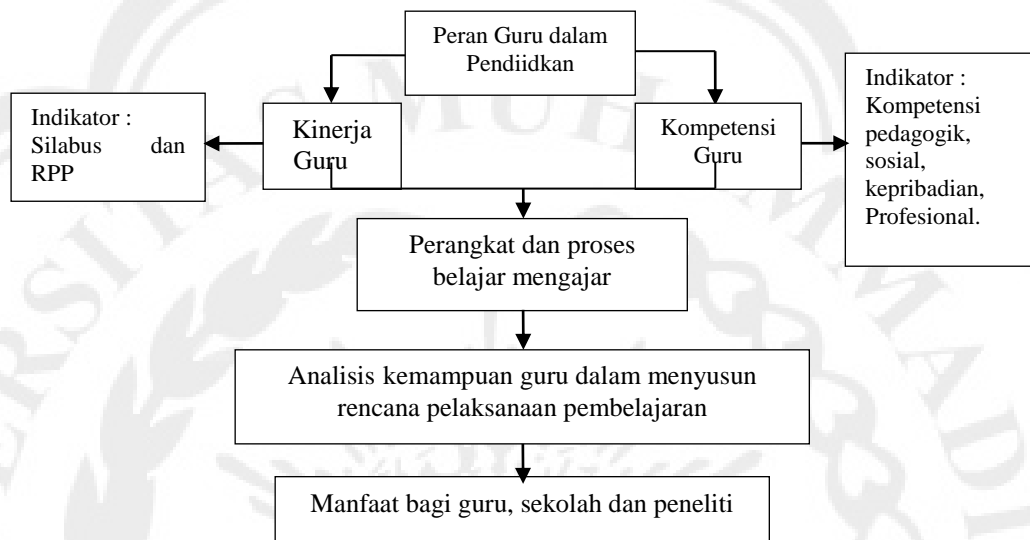 Peran Guru dalam
Pendiidkan
Indikator :
Silabus dan
RPP
Kinerja
Guru
Kompetensi
Guru
Indikator :
Kompetensi
pedagogik,
sosial,
kepribadian,
Profesional.
Perangkat dan proses
belajar mengajar
Analisis kemampuan guru dalam menyusun
rencana pelaksanaan pembelajaran
Manfaat bagi guru, sekolah dan peneliti